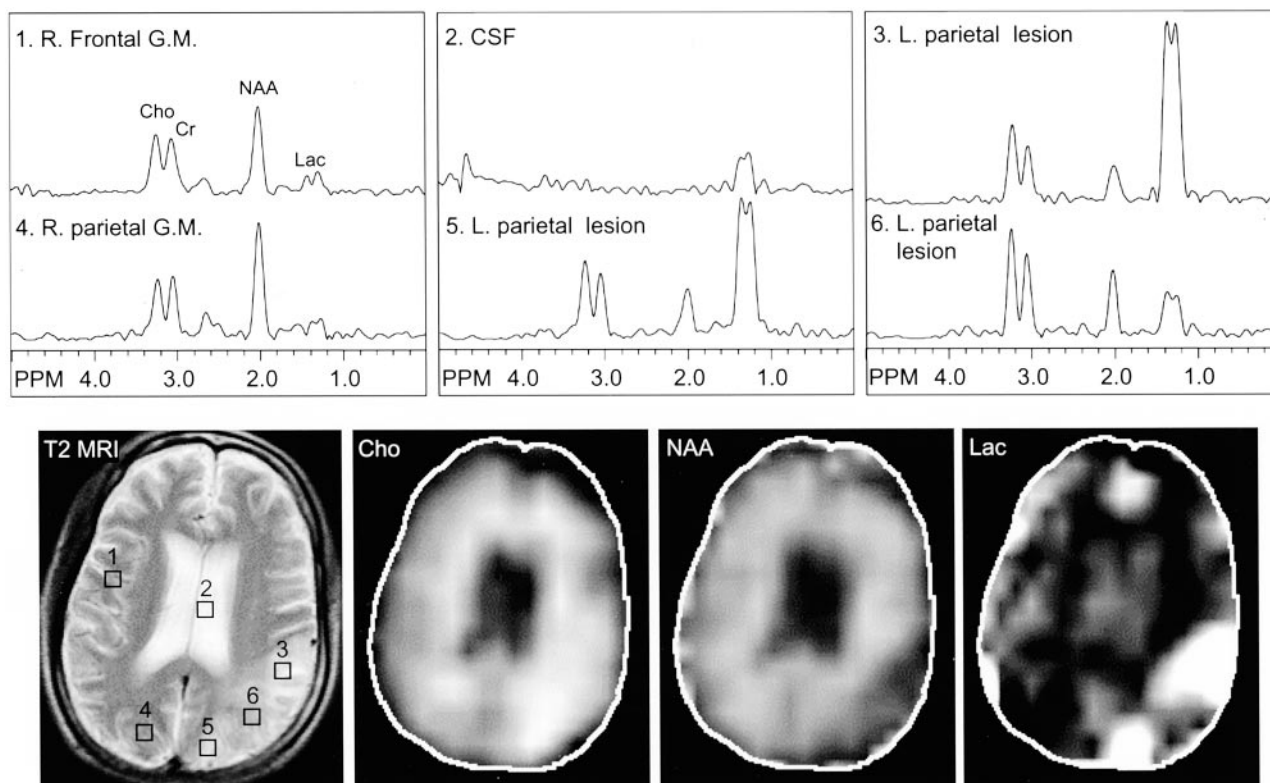 1. R. Frontal G.M.
Cho
Cr
NAA
Lac
2. CSF
3. L. parietal lesion
4. R. parietal G.M.
5. L. parietal lesion
6. L. parietal
lesion
PPM 4.0 3.0 2.0 1.0
PPM 4.0 3.0 2.0 1.0
PPM 4.0 3.0 2.0 1.0
T2 MRI
1
2
3
4
5
6
Cho
NAA
Lac